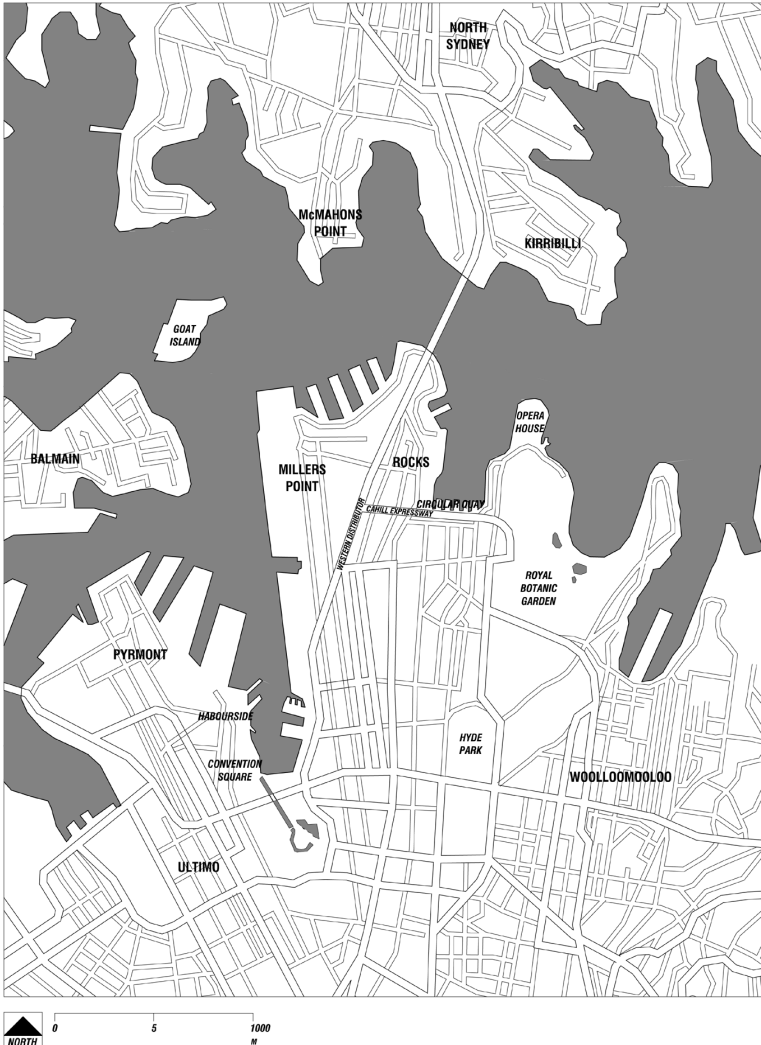 NORTH
SYDNEY
McMAHONS
POINT
KIRRIBILLI
GOAT
ISLAND
OPERA
HOUSE
BALMAIN
MILLERS
POINT
ROCKS
CIRCULAR QUAY
CAHILL EXPRESSWAY
WESTERN DISTRIBUTOR
ROYAL
BOTANIC
GARDEN
PYRMONT
HABOURSIDE
HYDE
PARK
CONVENTION
SQUARE
WOOLLOOMOOLOO
ULTIMO
0 5 1000
M
NORTH